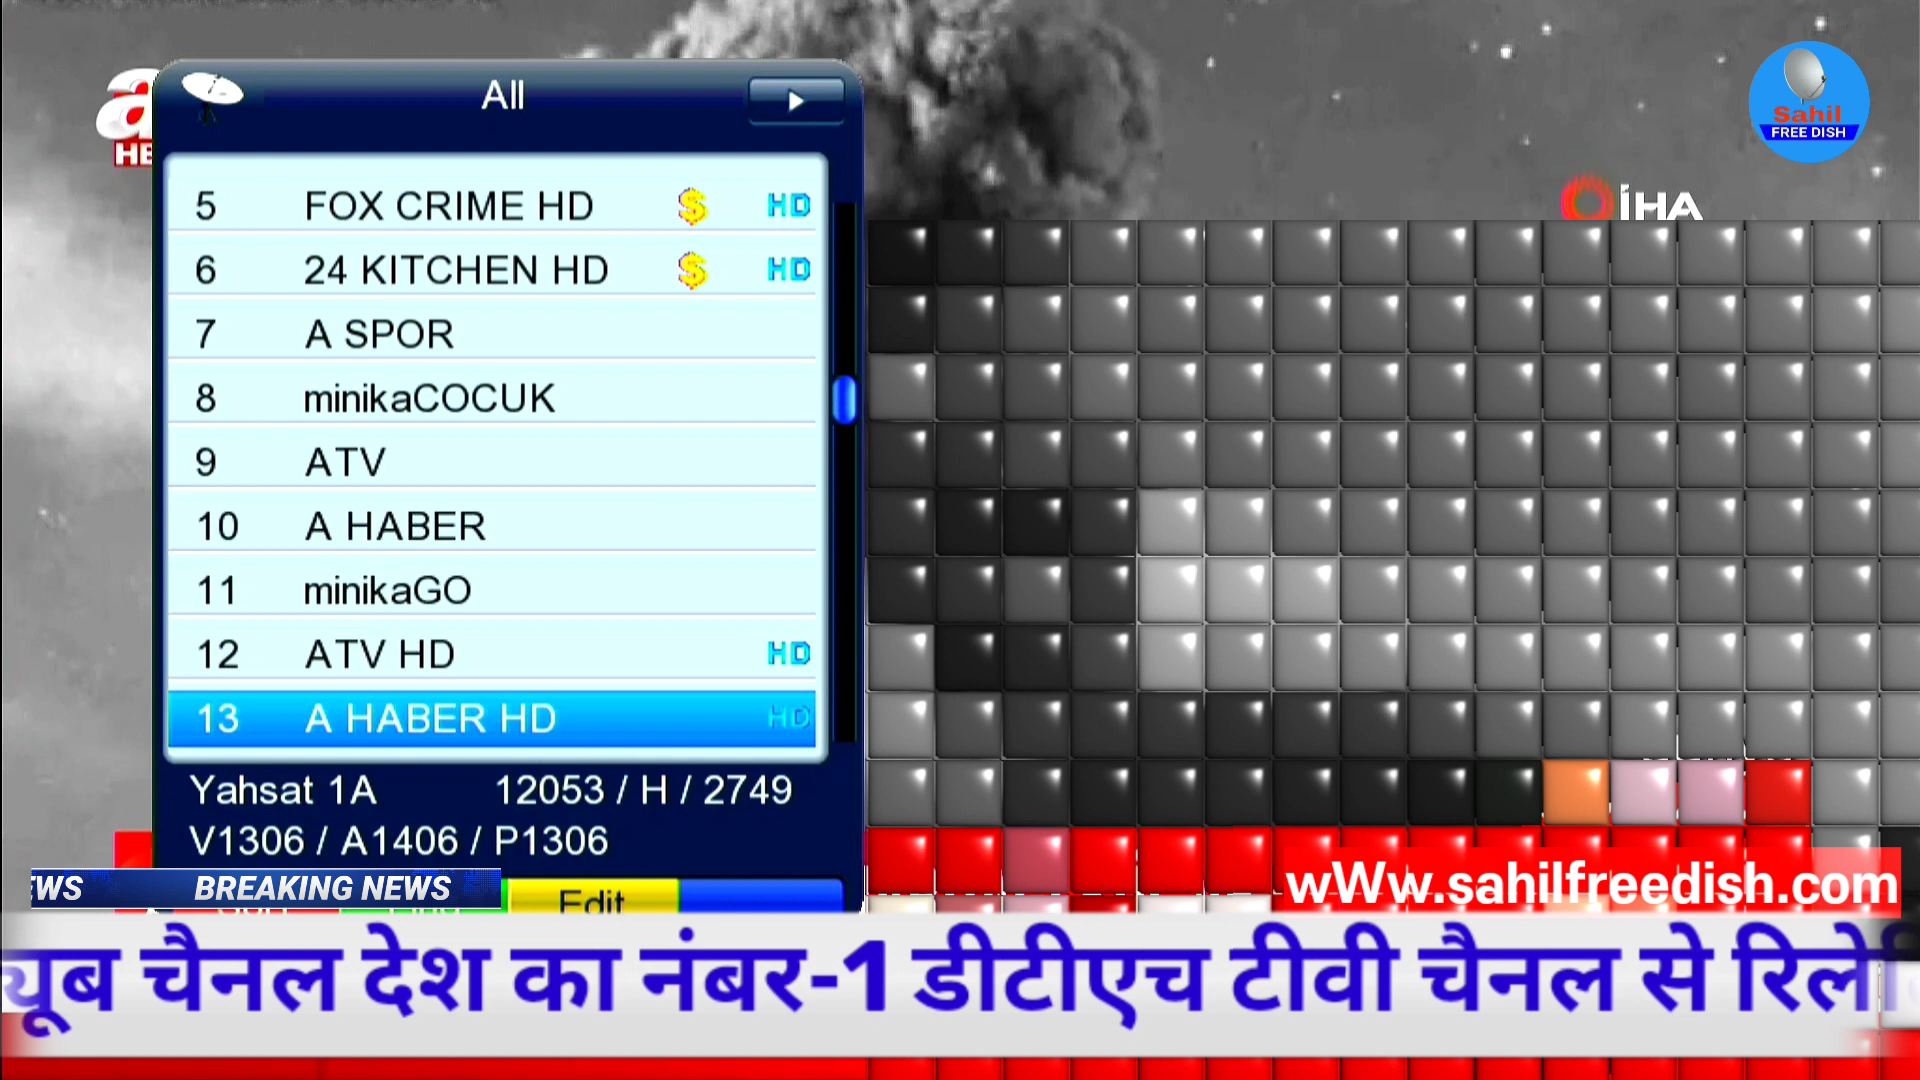 All
Sahil
FREE DISH
İHA
5 FOX CRIME HD $ HD
6 24 KITCHEN HD $ HD
7 A SPOR
8 minikaCOCUK
9 ATV
10 A HABER
11 minikaGO
12 ATV HD HD
13 A HABER HD HD
Yahsat 1A 12053 / H / 2749
V1306 / A1406 / P1306
BREAKING NEWS
Edit
wWw.sahilfreedish.com
चैनल देश का नंबर-1 डीटीएच टीवी चैनल से